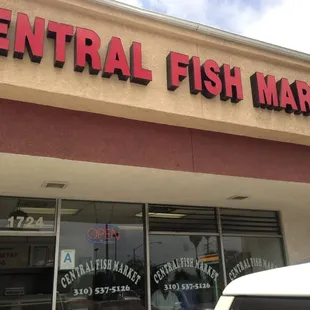 ENTRAL FISH MAR
1724
OPEN
A
CENTRAL FISH MARKET
310) 537-5126
CENTRAL FISH MARKET
310) 537-5126
CENTRAL FISH